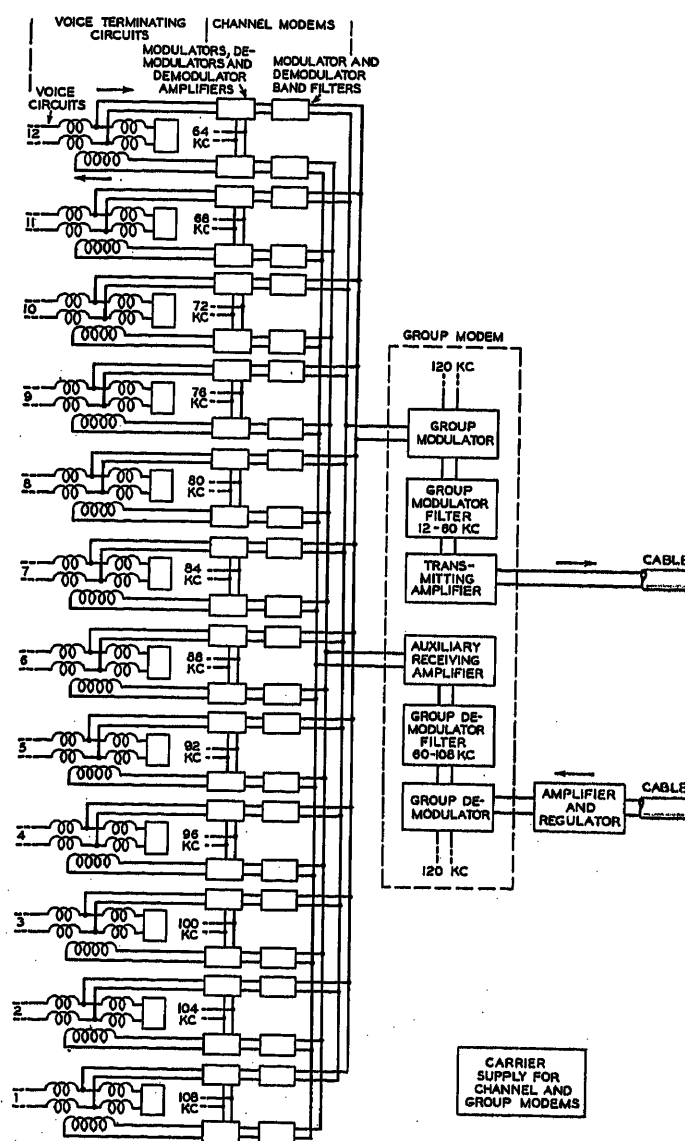 VOICE TERMINATING
CIRCUITS
CHANNEL MODEMS
MODULATORS, DE-
MODULATORS AND
DEMODULATOR
AMPLIFIERS
MODULATOR AND
DEMODULATOR
BAND FILTERS
VOICE
CIRCUITS
12
64
KC
11
68
KC
10
72
KC
9
76
KC
8
80
KC
7
84
KC
6
88
KC
5
92
KC
4
96
KC
3
100
KC
2
104
KC
1
108
KC
GROUP MODEM
120 KC
GROUP
MODULATOR
GROUP
MODULATOR
FILTER
12-60 KC
TRANS-
MITTING
AMPLIFIER
CABLE
AUXILIARY
RECEIVING
AMPLIFIER
GROUP DE-
MODULATOR
FILTER
60-108 KC
GROUP DE-
MODULATOR
AMPLIFIER
AND
REGULATOR
CABLE
120 KC
CARRIER
SUPPLY FOR
CHANNEL AND
GROUP MODEMS